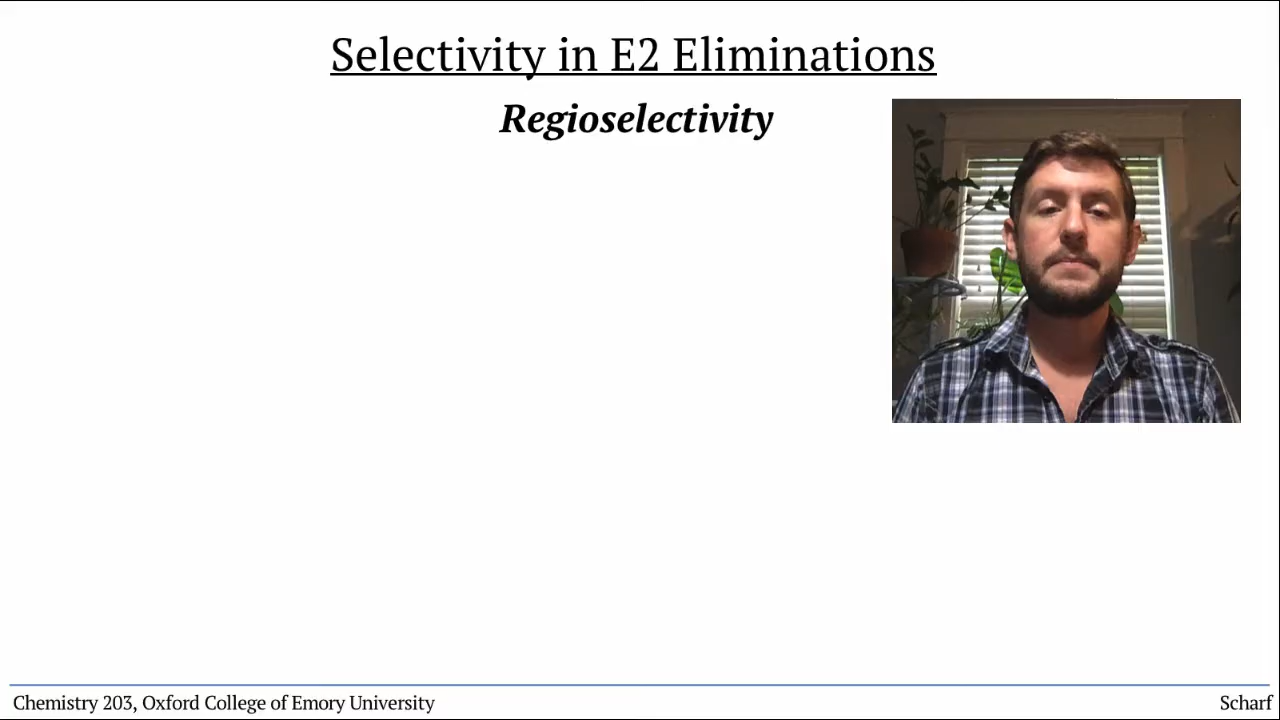 Selectivity in E2 Eliminations
Regioselectivity
Chemistry 203, Oxford College of Emory University
Scharf